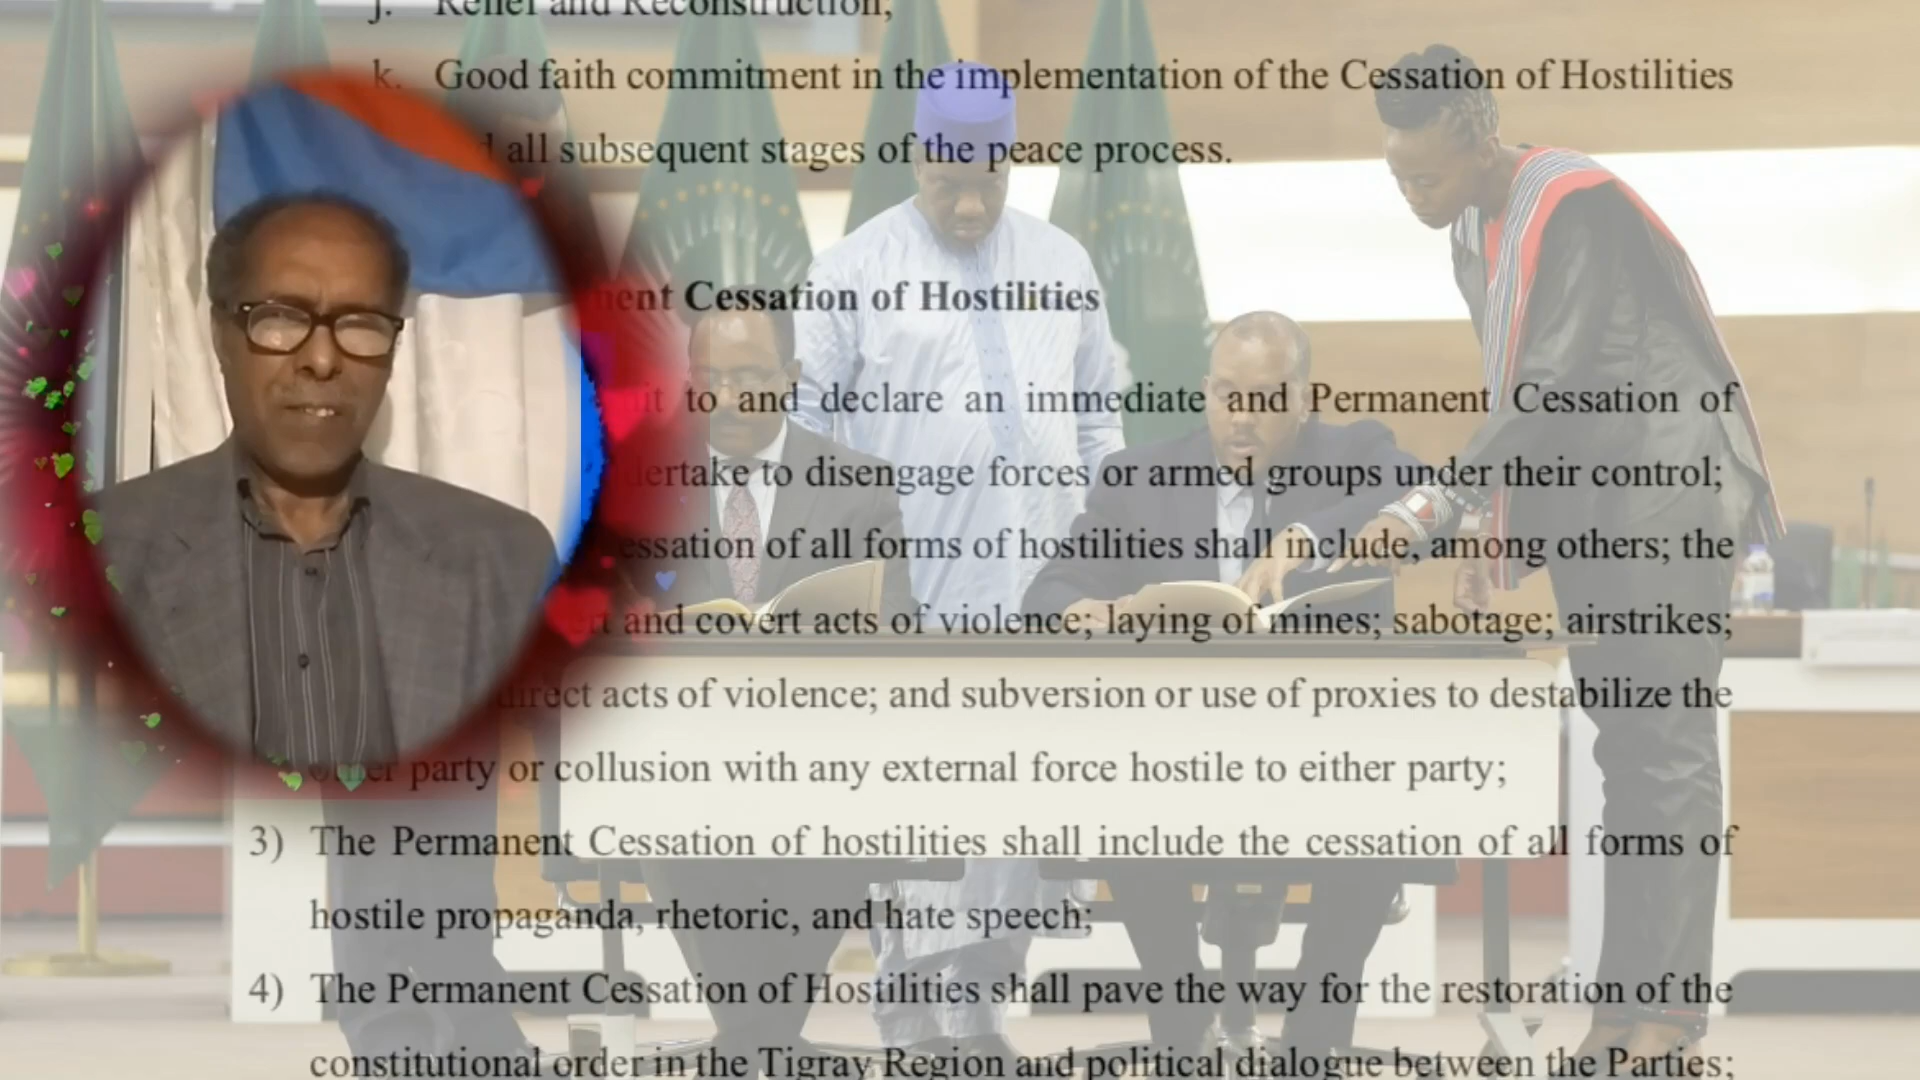 j. Relief and Reconstruction;
k. Good faith commitment in the implementation of the Cessation of Hostilities
all subsequent stages of the peace process.
Cessation of Hostilities
to and declare an immediate and Permanent Cessation of
to disengage forces or armed groups under their control;
of all forms of hostilities shall include, among others; the
and covert acts of violence; laying of mines; sabotage; airstrikes;
direct acts of violence; and subversion or use of proxies to destabilize the
other party or collusion with any external force hostile to either party;
3) The Permanent Cessation of hostilities shall include the cessation of all forms of
hostile propaganda, rhetoric, and hate speech;
4) The Permanent Cessation of Hostilities shall pave the way for the restoration of the
constitutional order in the Tigray Region and political dialogue between the Parties;